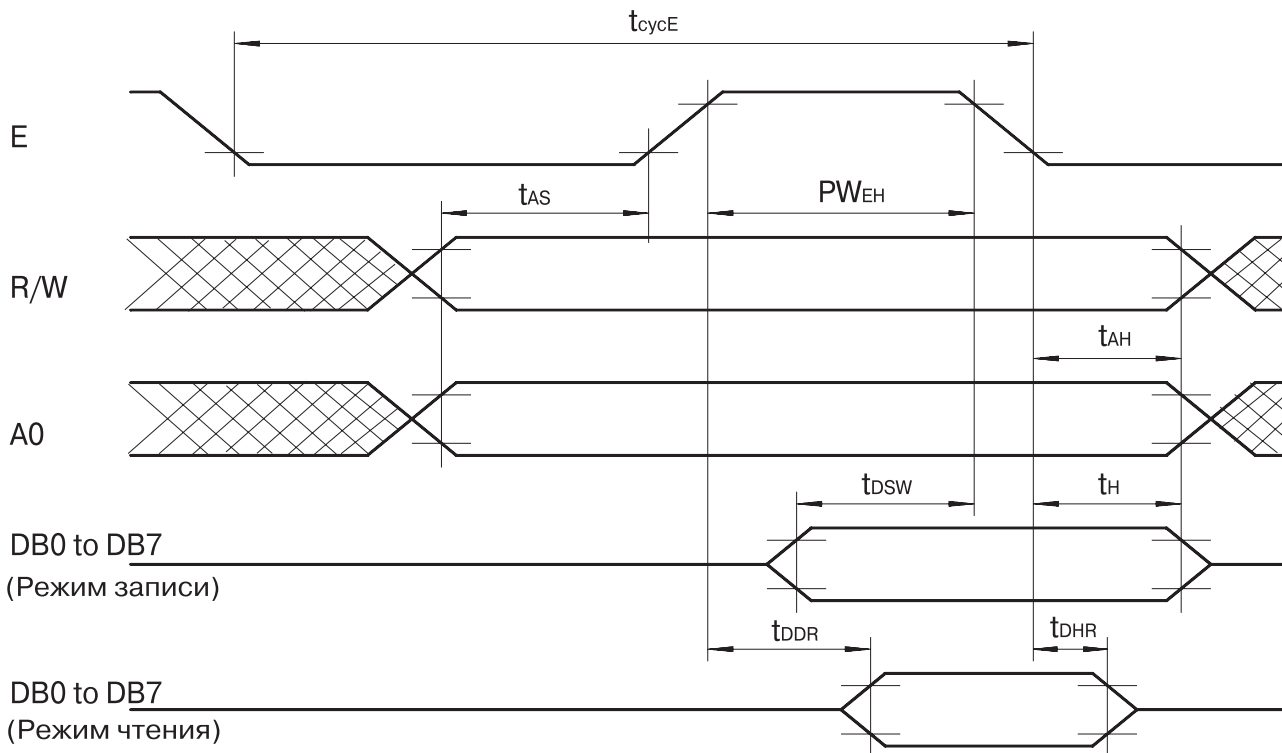 tcycE
E
tAS
PWEH
R/W
tAH
A0
tDSW
tH
DB0 to DB7
(Режим записи)
tDDR
tDHR
DB0 to DB7
(Режим чтения)